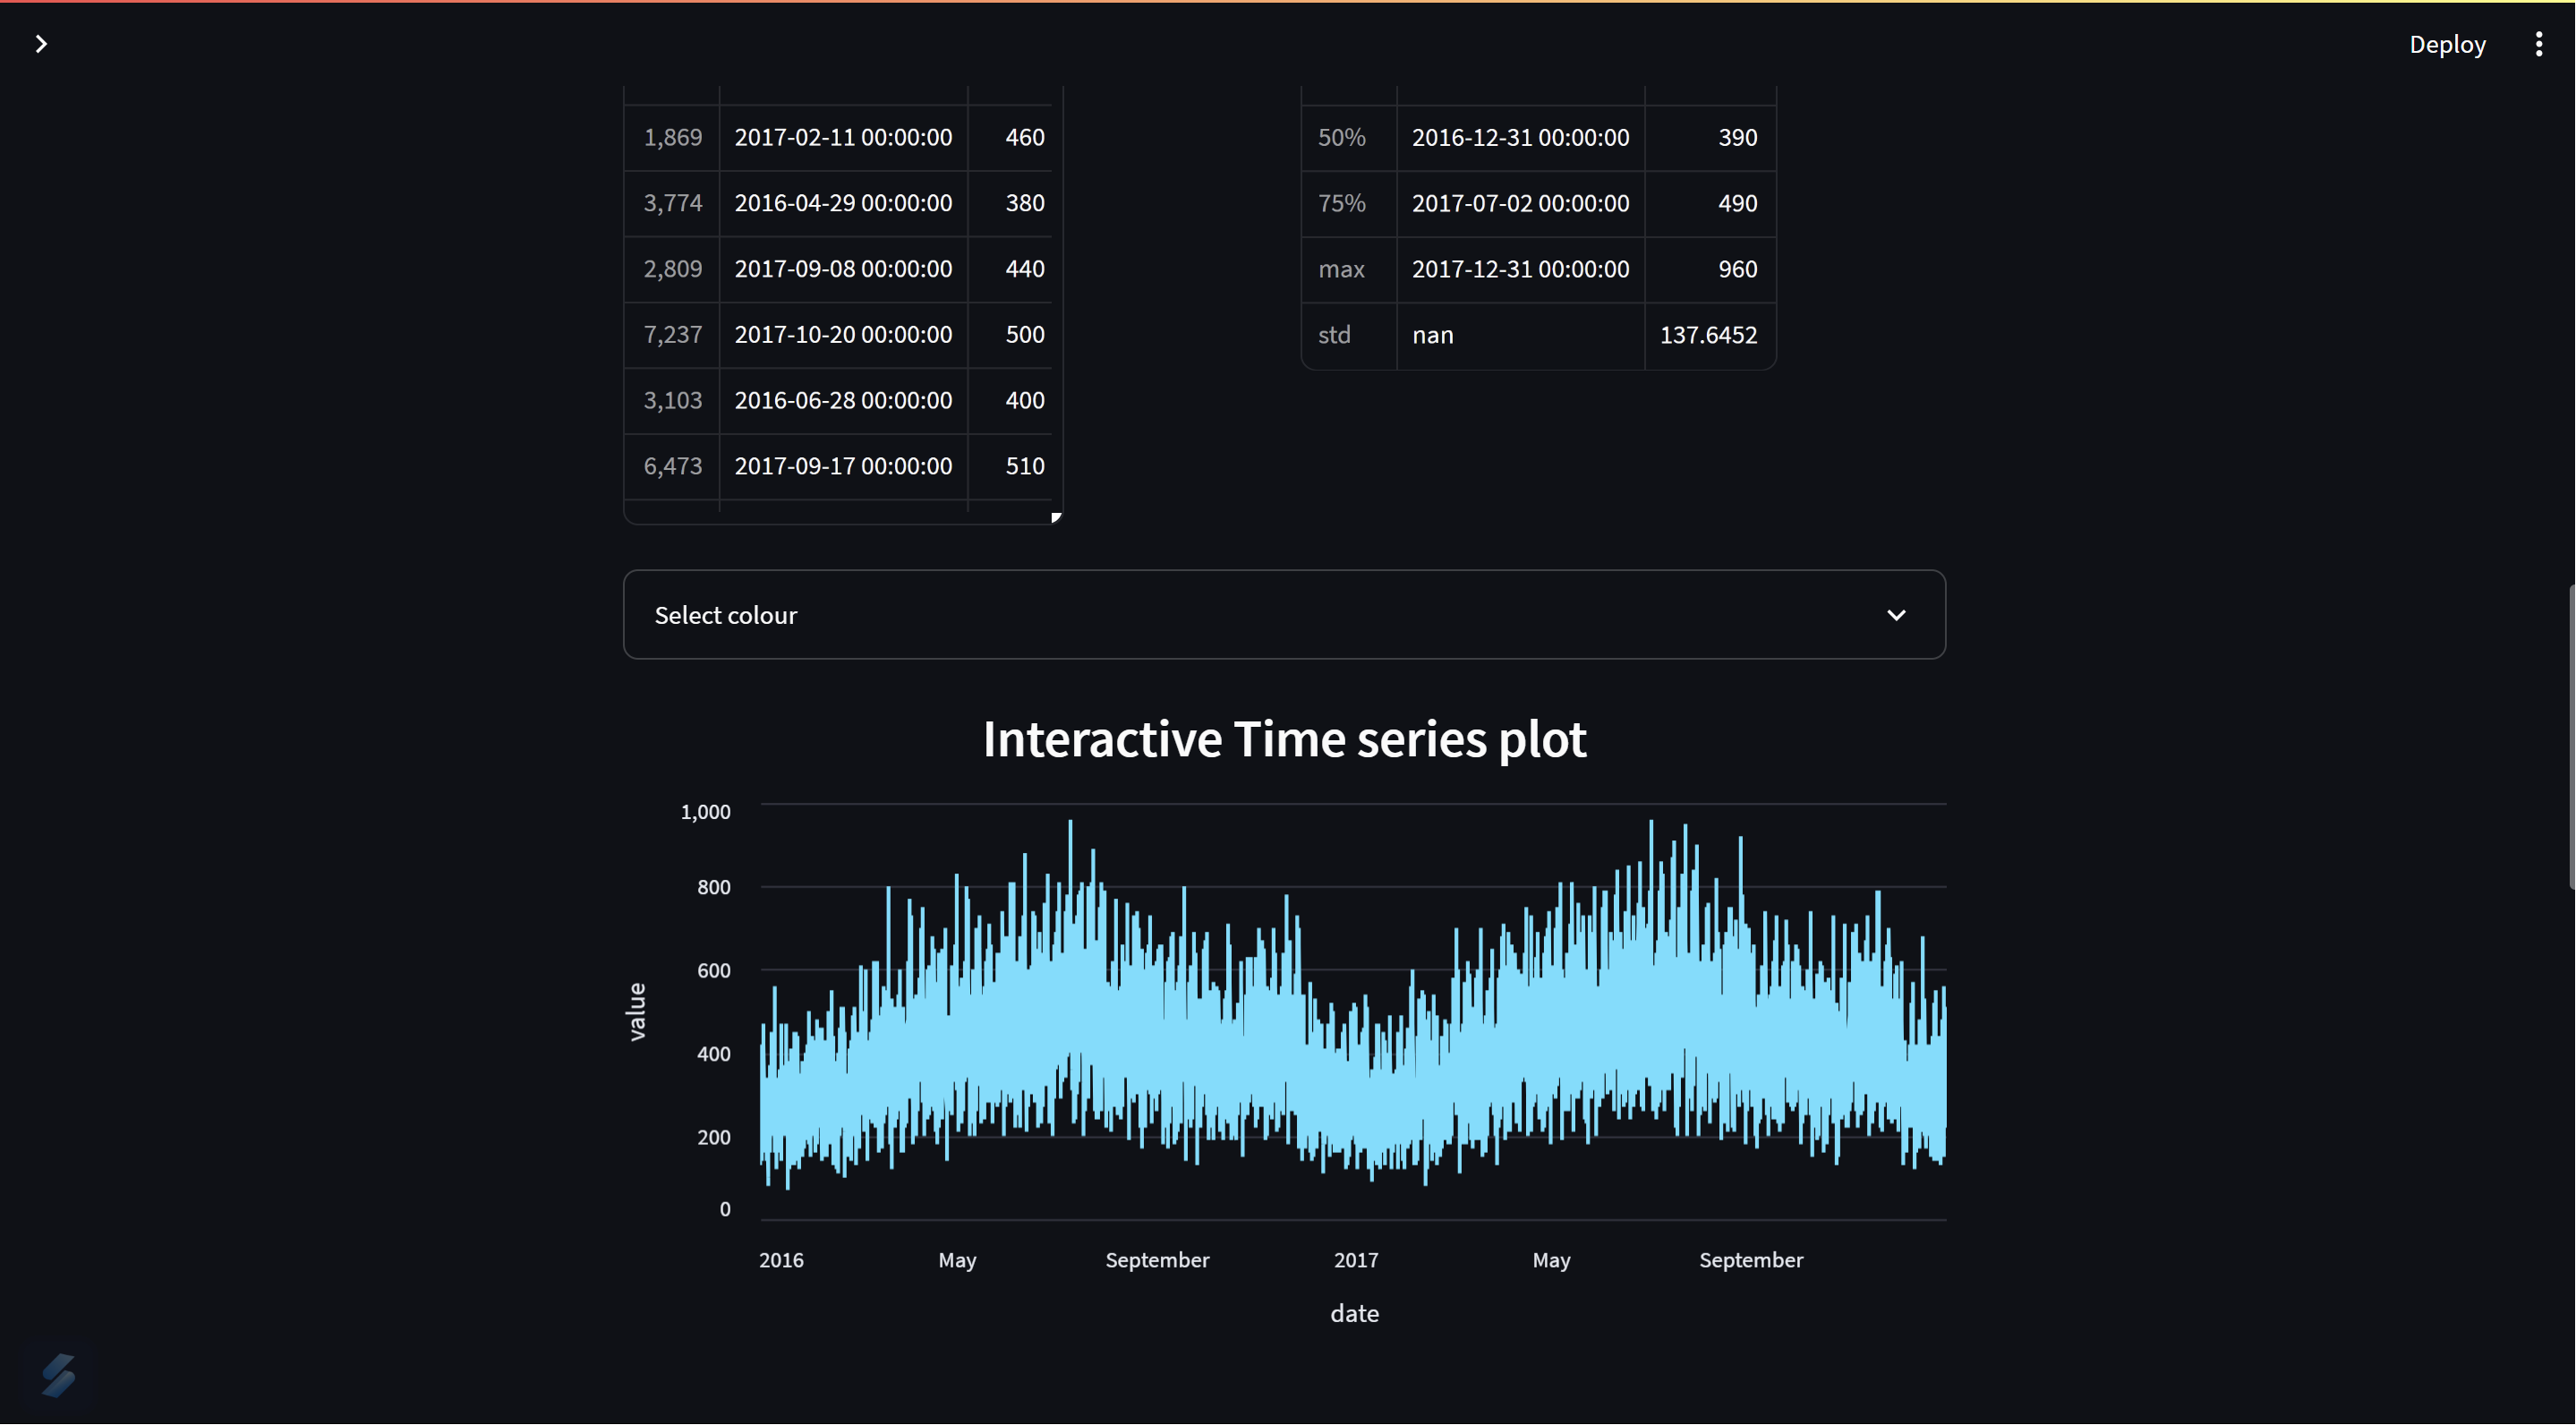 Deploy
1,869 2017-02-11 00:00:00 460
3,774 2016-04-29 00:00:00 380
2,809 2017-09-08 00:00:00 440
7,237 2017-10-20 00:00:00 500
3,103 2016-06-28 00:00:00 400
6,473 2017-09-17 00:00:00 510
50% 2016-12-31 00:00:00 390
75% 2017-07-02 00:00:00 490
max 2017-12-31 00:00:00 960
std nan 137.6452
Select colour
Interactive Time series plot
1,000
800
600
400
200
0
value
2016 May September 2017 May September
date